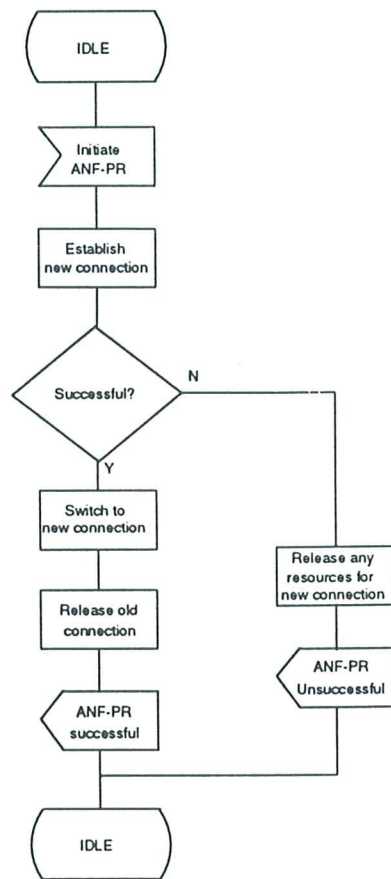 IDLE
Initiate
ANF-PR
Establish
new connection
Successful?
N
Y
Switch to
new connection
Release any
resources for
new connection
Release old
connection
ANF-PR
Unsuccessful
ANF-PR
successful
IDLE